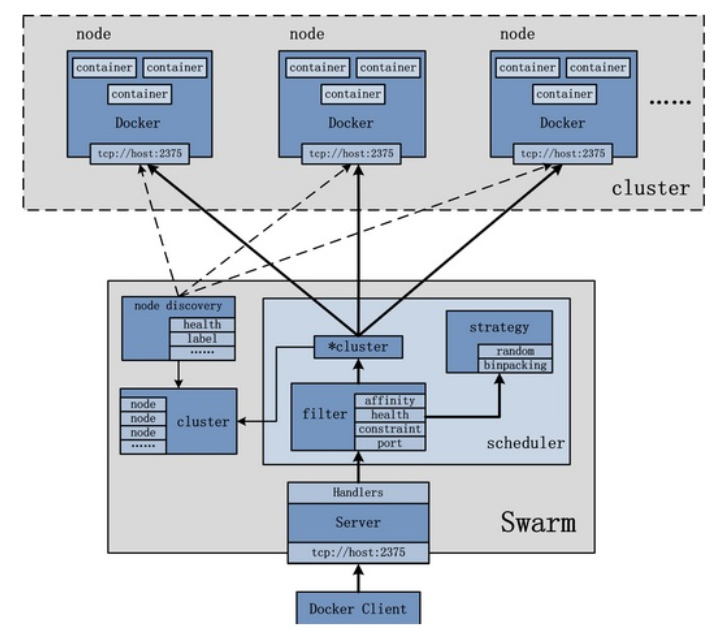 node
node
node
container
container
container
Docker
tcp://host:2375
container
container
container
Docker
tcp://host:2375
container
container
container
Docker
tcp://host:2375
......
cluster
node discovery
health
label
......
node
node
node
......
cluster
*cluster
strategy
random
binpacking
filter
affinity
health
constraint
port
scheduler
Handlers
Server
tcp://host:2375
Swarm
Docker Client